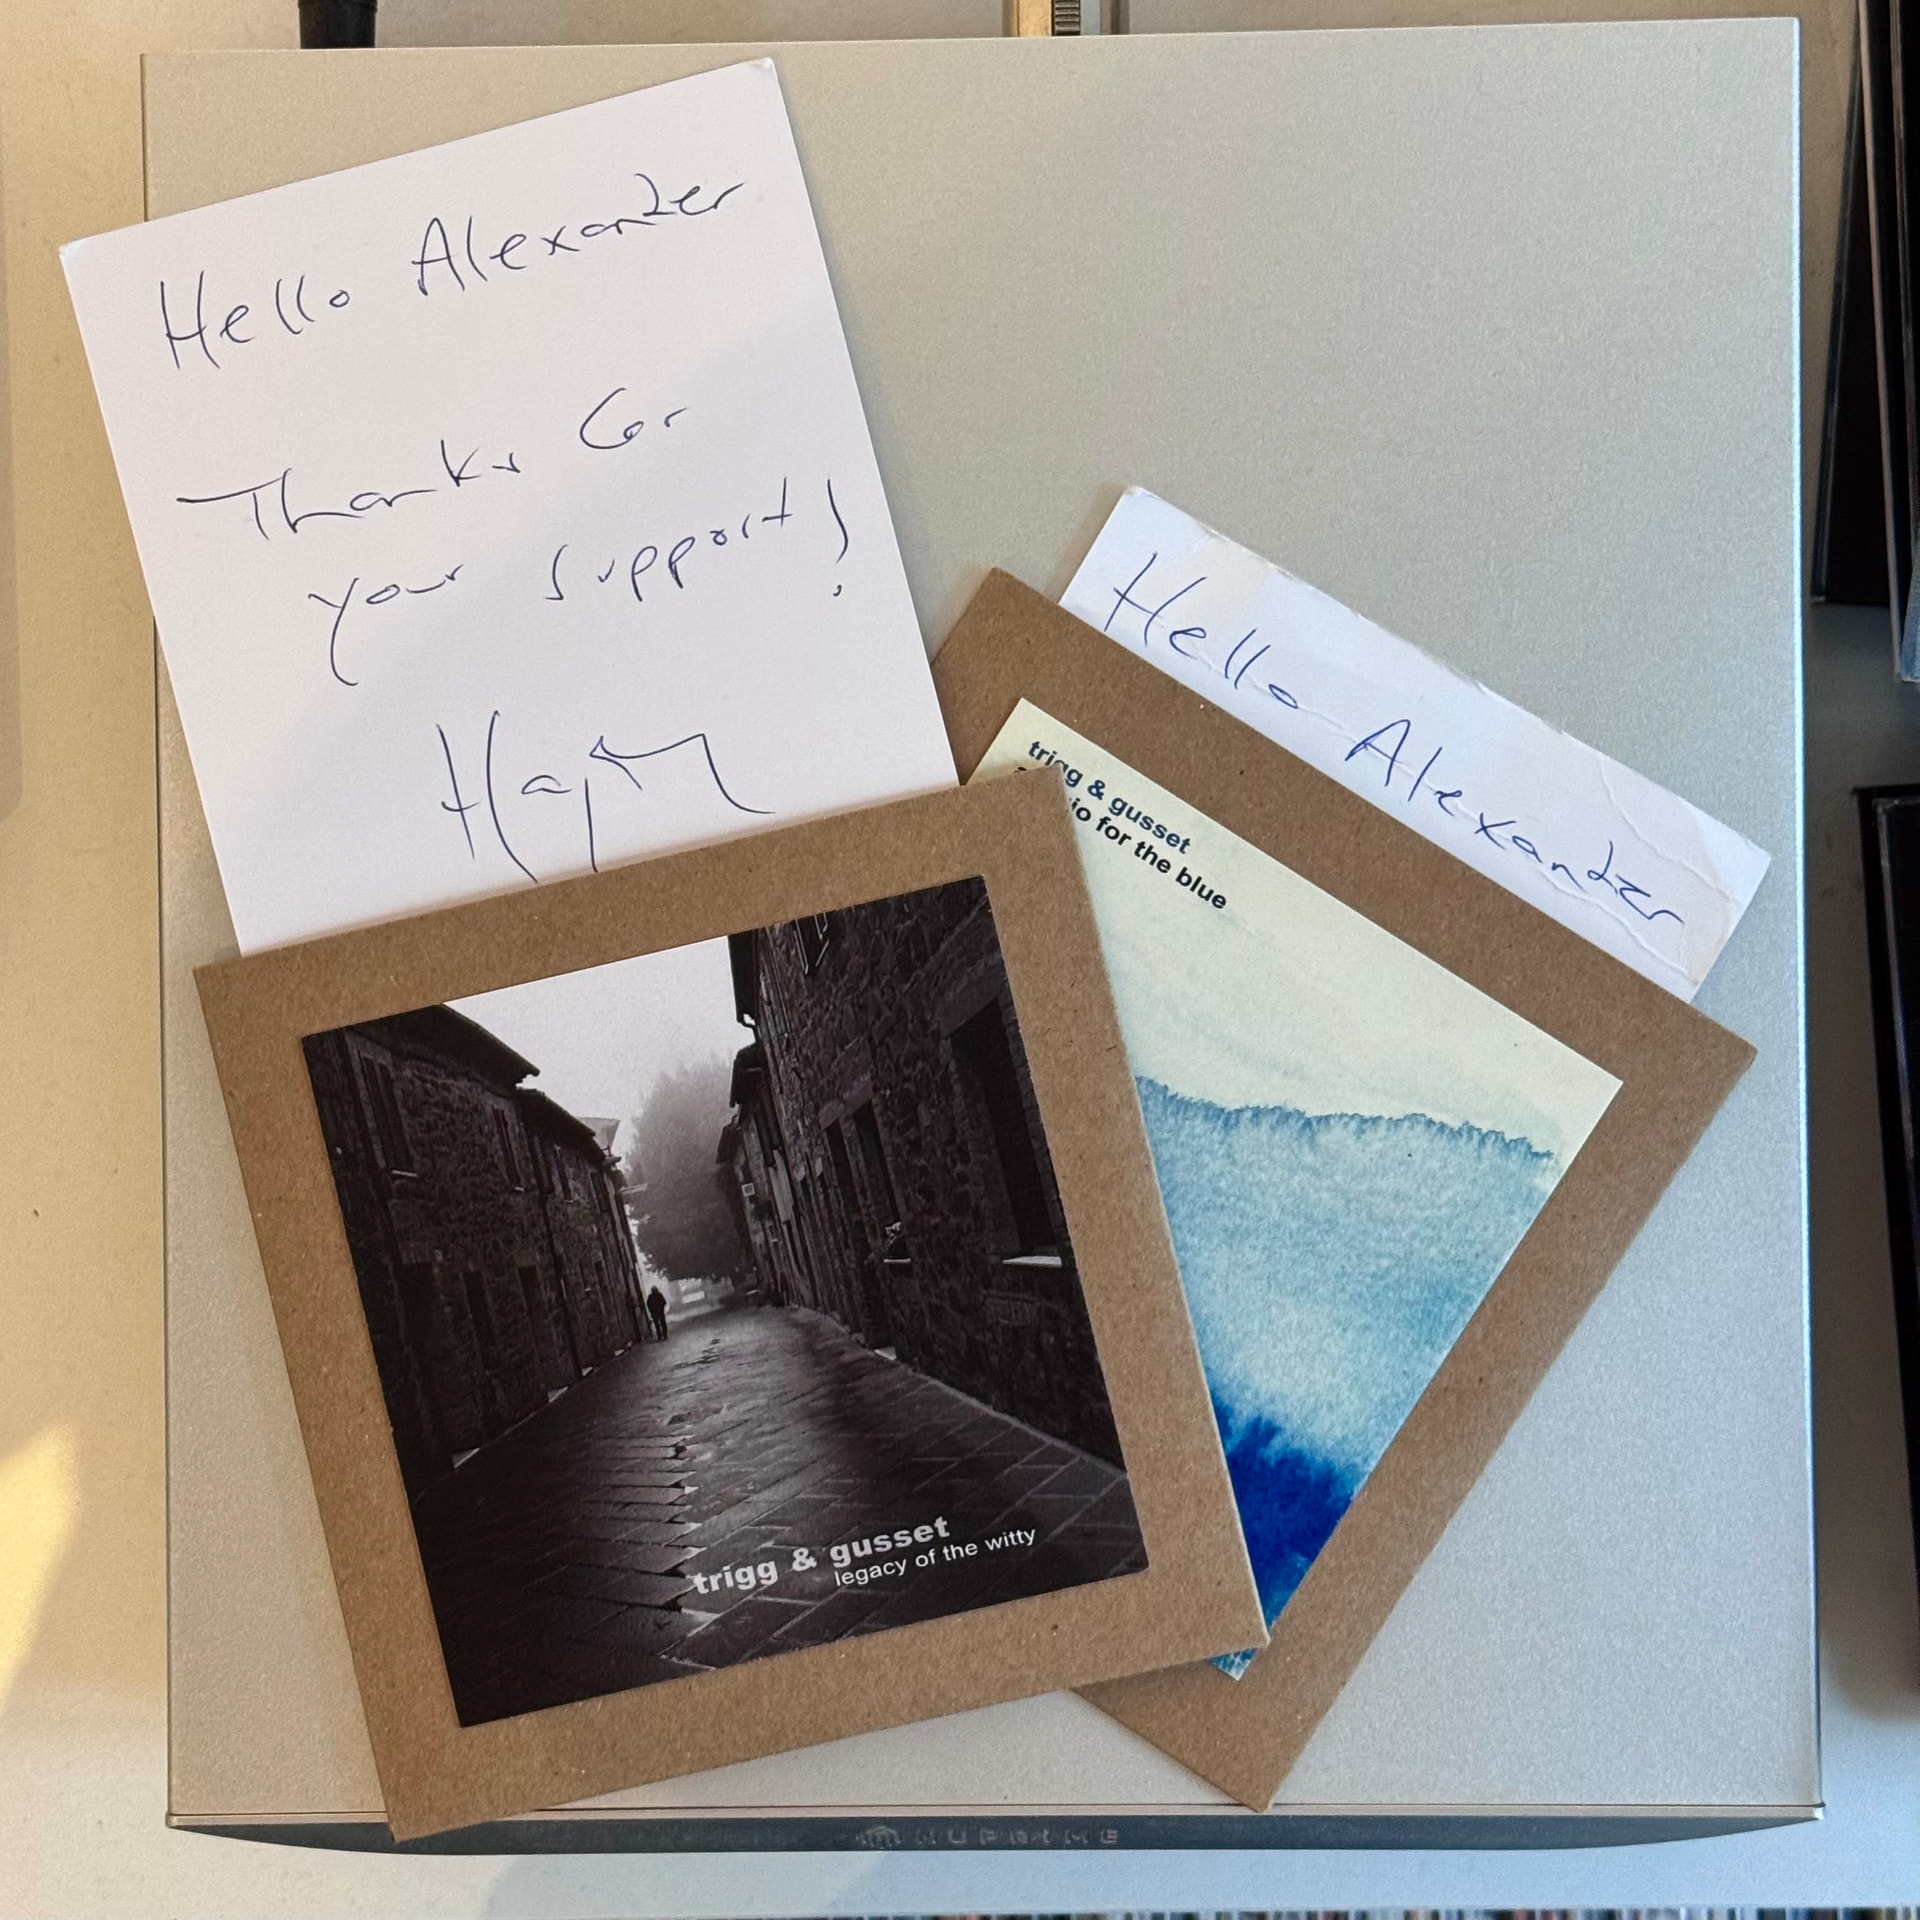 Hello Alexander
Thanks for
your support!
Hello Alexander
trigg & gusset
for the blue
trigg & gusset
legacy of the witty
NUPRIME